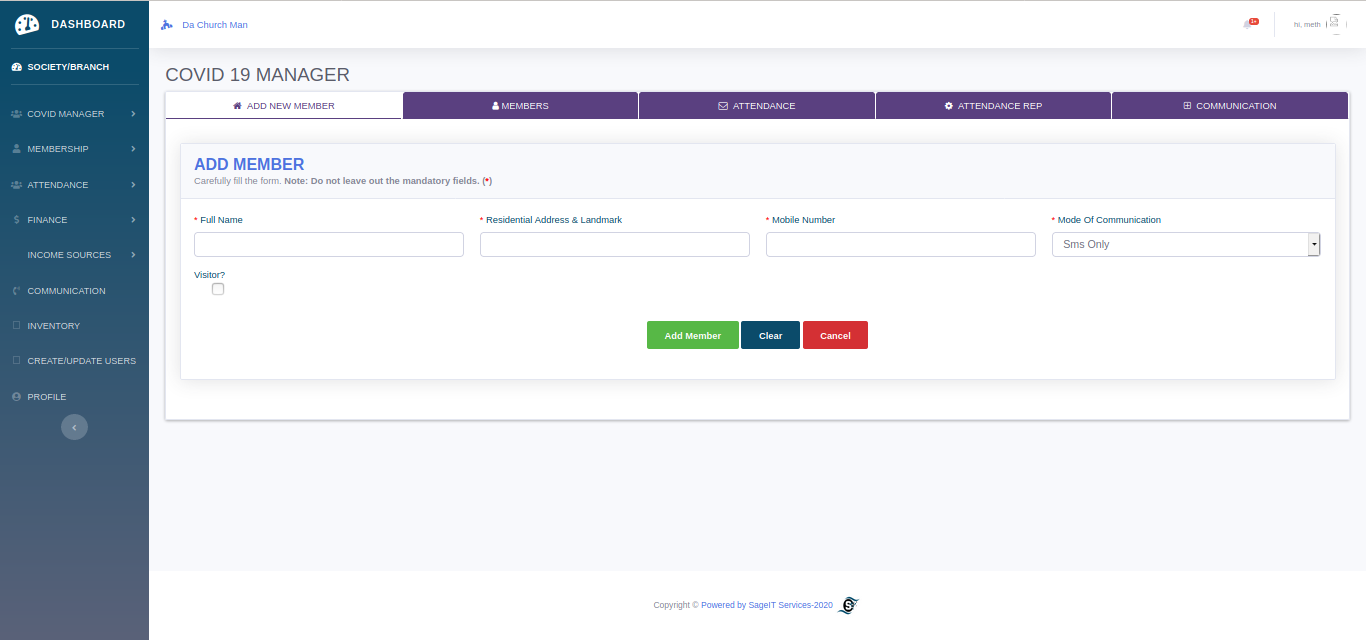 DASHBOARD
SOCIETY/BRANCH
COVID MANAGER
MEMBERSHIP
ATTENDANCE
FINANCE
INCOME SOURCES
COMMUNICATION
INVENTORY
CREATE/UPDATE USERS
PROFILE
Da Church Man
hi, meth
COVID 19 MANAGER
ADD NEW MEMBER
MEMBERS
ATTENDANCE
ATTENDANCE REP
COMMUNICATION
ADD MEMBER
Carefully fill the form. Note: Do not leave out the mandatory fields. (*)
* Full Name
* Residential Address & Landmark
* Mobile Number
* Mode Of Communication
Sms Only
Visitor?
Add Member
Clear
Cancel
Copyright © Powered by SageIT Services-2020